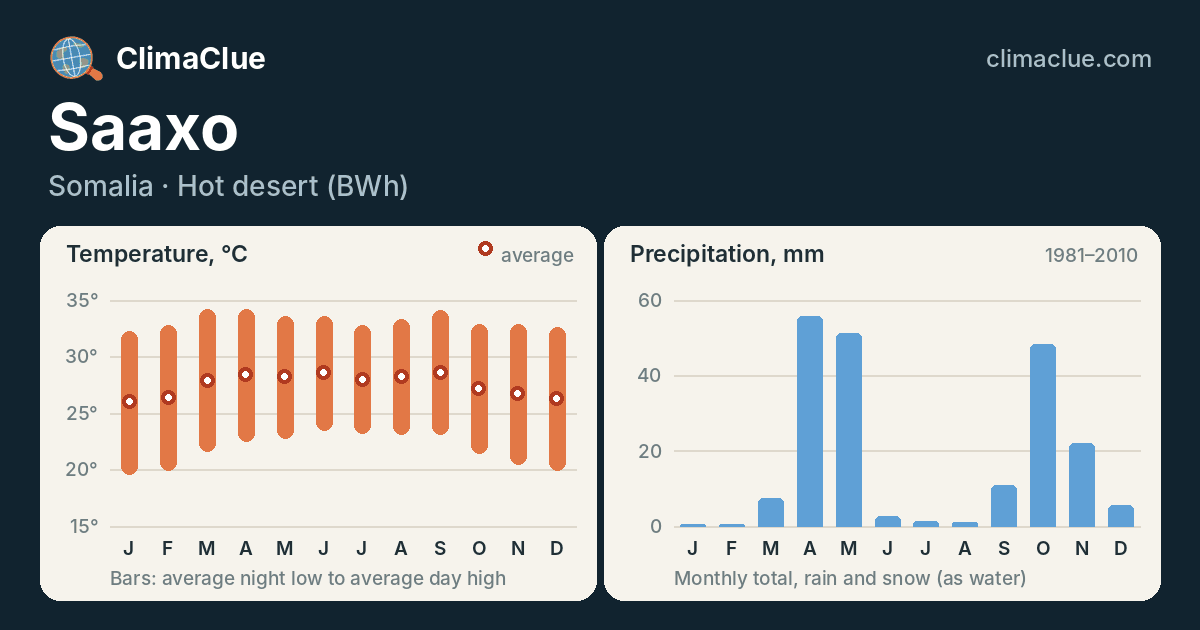 ClimaClue
climaclue.com
Saaxo
Somalia · Hot desert (BWh)
Temperature, °C
average
35°
30°
25°
20°
15°
J F M A M J J A S O N D
Bars: average night low to average day high
Precipitation, mm
1981–2010
60
40
20
0
J F M A M J J A S O N D
Monthly total, rain and snow (as water)